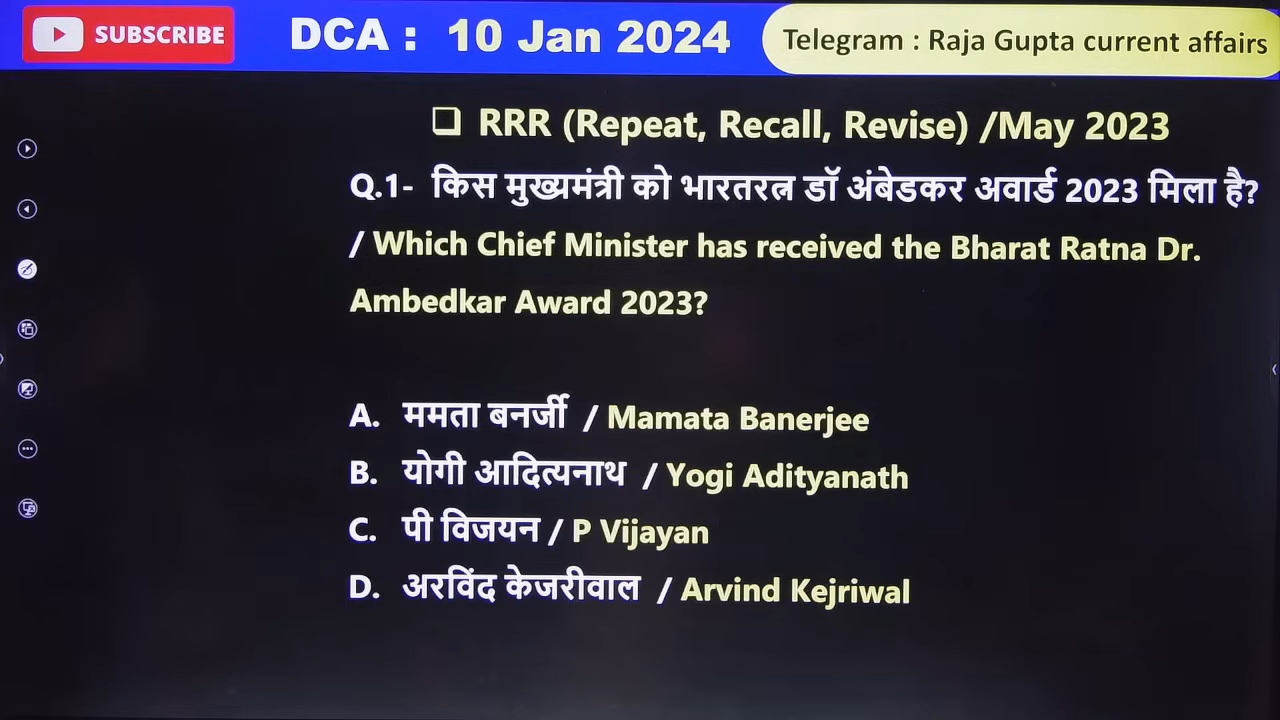 SUBSCRIBE
DCA : 10 Jan 2024
Telegram : Raja Gupta current affairs
❑ RRR (Repeat, Recall, Revise) /May 2023
Q.1- किस मुख्यमंत्री को भारतरत्न डॉ अंबेडकर अवार्ड 2023 मिला है?
/ Which Chief Minister has received the Bharat Ratna Dr.
Ambedkar Award 2023?
A. ममता बनर्जी / Mamata Banerjee
B. योगी आदित्यनाथ / Yogi Adityanath
C. पी विजयन / P Vijayan
D. अरविंद केजरीवाल / Arvind Kejriwal